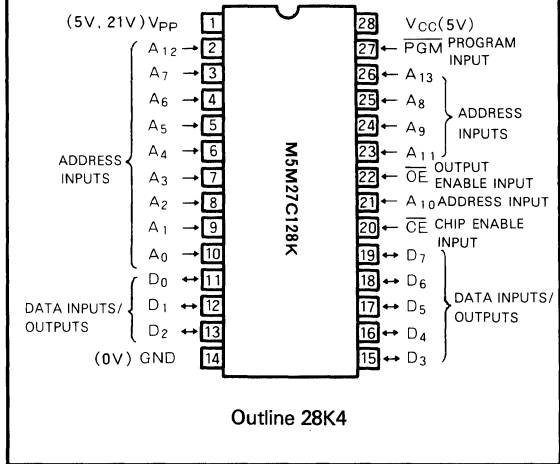 (5V, 21V) VPP 1
A12 → 2
A7 → 3
A6 → 4
A5 → 5
A4 → 6
A3 → 7
A2 → 8
A1 → 9
A0 → 10
D0 ↔ 11
D1 ↔ 12
D2 ↔ 13
(0V) GND 14
ADDRESS
INPUTS
DATA INPUTS/
OUTPUTS
M5M27C128K
28 VCC(5V)
27 ← P̅G̅M̅ PROGRAM
INPUT
26 ← A13
25 ← A8
24 ← A9
23 ← A11
ADDRESS
INPUTS
22 ← O̅E̅ OUTPUT
ENABLE INPUT
21 ← A10 ADDRESS INPUT
20 ← C̅E̅ CHIP ENABLE
INPUT
19 ↔ D7
18 ↔ D6
17 ↔ D5
16 ↔ D4
15 ↔ D3
DATA INPUTS/
OUTPUTS
Outline 28K4